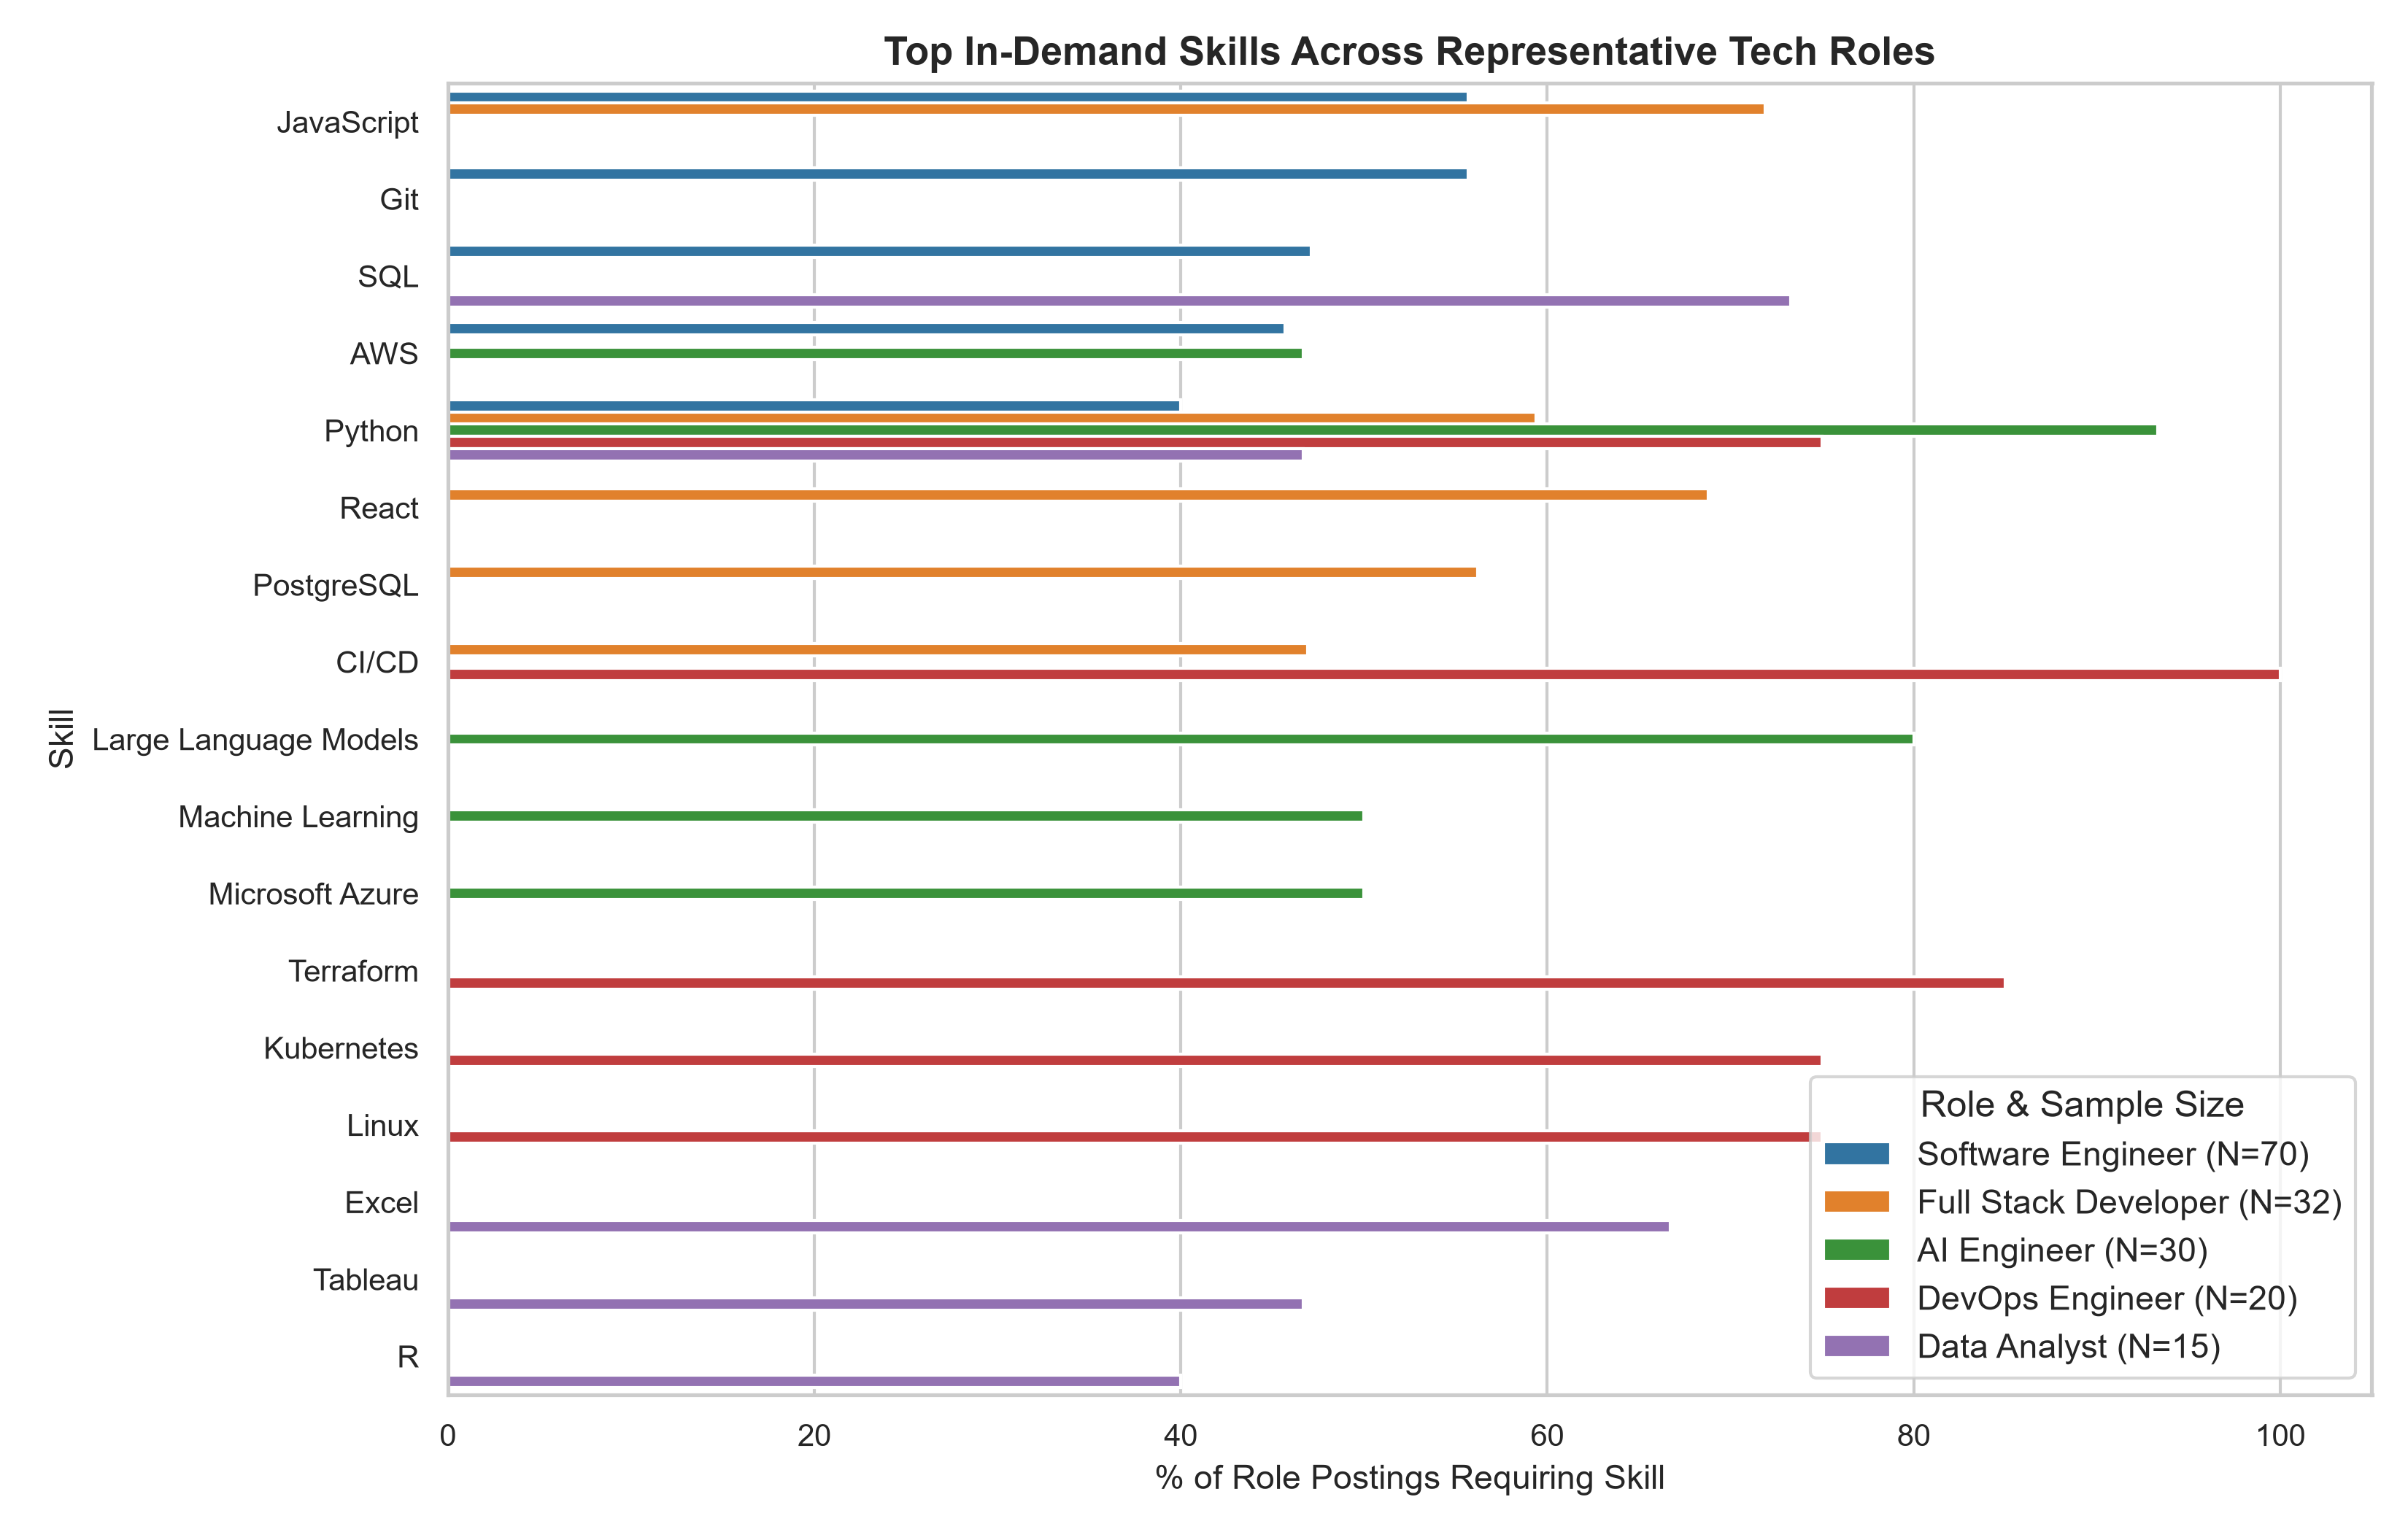 Top In-Demand Skills Across Representative Tech Roles
JavaScript
Git
SQL
AWS
Python
React
PostgreSQL
CI/CD
Large Language Models
Machine Learning
Microsoft Azure
Terraform
Kubernetes
Linux
Excel
Tableau
R
Skill
0 20 40 60 80 100
% of Role Postings Requiring Skill
Role & Sample Size
Software Engineer (N=70)
Full Stack Developer (N=32)
AI Engineer (N=30)
DevOps Engineer (N=20)
Data Analyst (N=15)